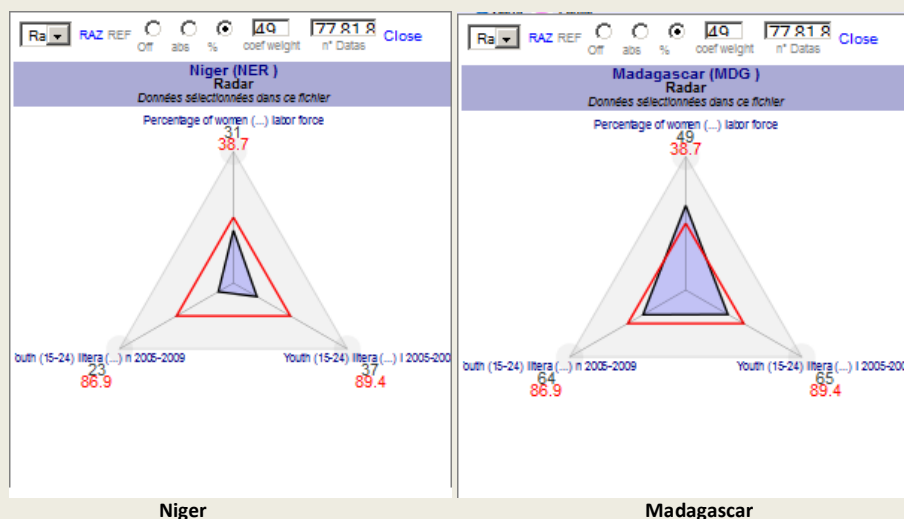 Ra RAZ REF Off abs % 49 coef weight 77 81 8 n° Datas Close
Niger (NER )
Radar
Données sélectionnées dans ce fichier
Percentage of women (...) labor force
31
38.7
outh (15-24) litera (...) n 2005-2009
23
86.9
Youth (15-24) litera (...) l 2005-200
37
89.4
Niger
Ra RAZ REF Off abs % 49 coef weight 77 81 8 n° Datas Close
Madagascar (MDG )
Radar
Données sélectionnées dans ce fichier
Percentage of women (...) labor force
49
38.7
outh (15-24) litera (...) n 2005-2009
64
86.9
Youth (15-24) litera (...) l 2005-200
65
89.4
Madagascar